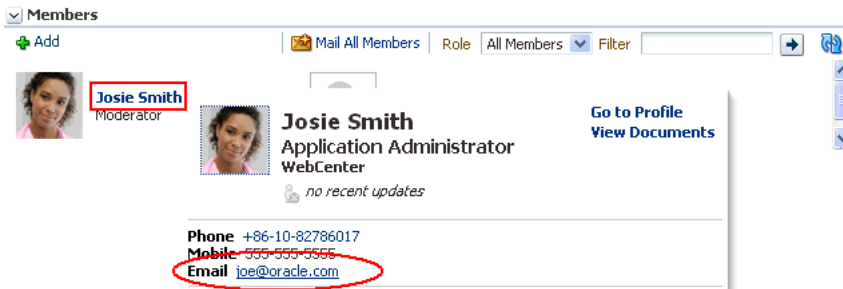 Members
Add Mail All Members Role All Members Filter
Josie Smith
Moderator
Josie Smith
Application Administrator
WebCenter
no recent updates
Go to Profile
View Documents
Phone +86-10-82786017
Mobile 555-555-5555
Email joe@oracle.com